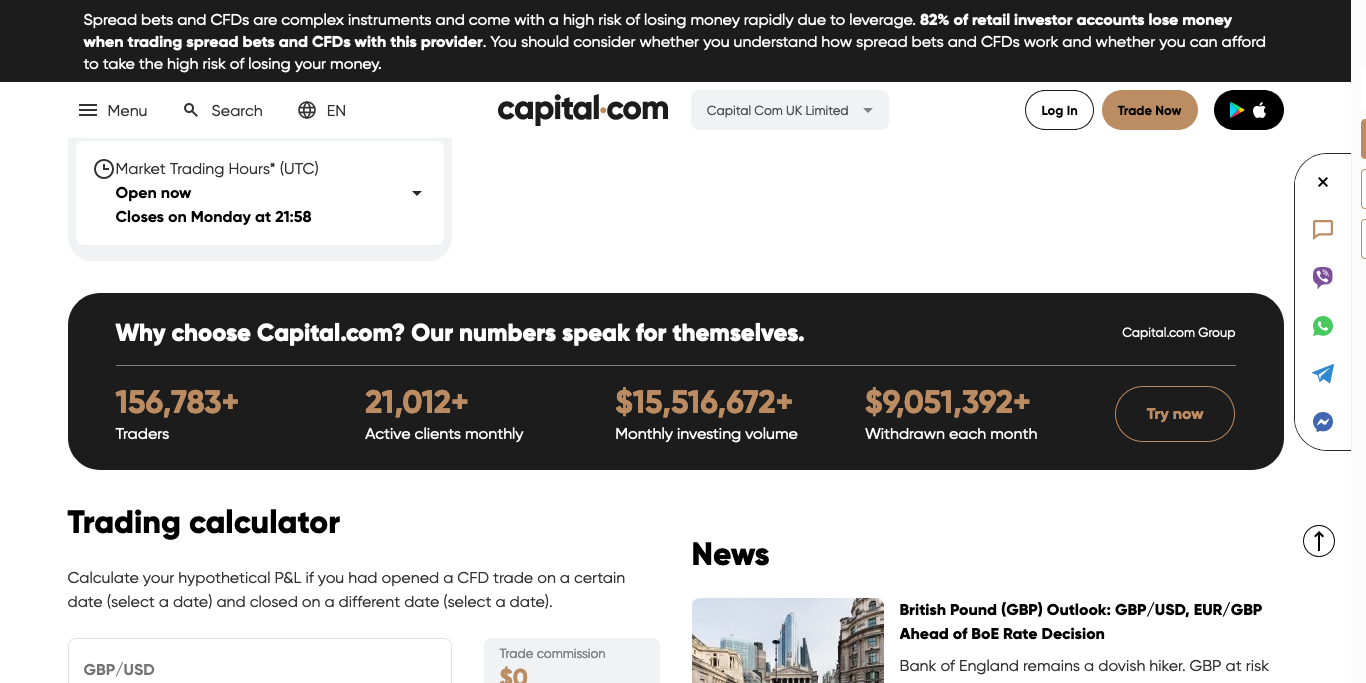 Spread bets and CFDs are complex instruments and come with a high risk of losing money rapidly due to leverage. 82% of retail investor accounts lose money
when trading spread bets and CFDs with this provider. You should consider whether you understand how spread bets and CFDs work and whether you can afford
to take the high risk of losing your money.
Menu
Search
EN
capital.com
Capital Com UK Limited
Log In
Trade Now
Market Trading Hours* (UTC)
Open now
Closes on Monday at 21:58
Why choose Capital.com? Our numbers speak for themselves.
Capital.com Group
156,783+
Traders
21,012+
Active clients monthly
$15,516,672+
Monthly investing volume
$9,051,392+
Withdrawn each month
Try now
Trading calculator
Calculate your hypothetical P&L if you had opened a CFD trade on a certain
date (select a date) and closed on a different date (select a date).
GBP/USD
Trade commission
$0
News
British Pound (GBP) Outlook: GBP/USD, EUR/GBP
Ahead of BoE Rate Decision
Bank of England remains a dovish hiker. GBP at risk